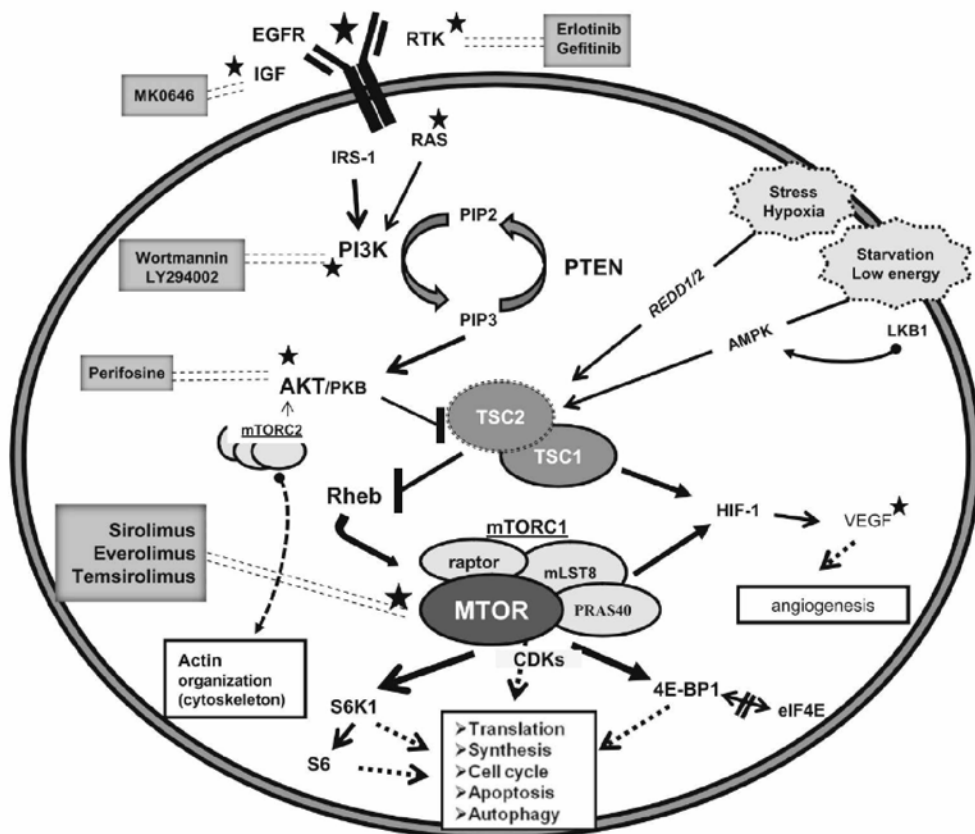 EGFR
RTK
Erlotinib
Gefitinib
IGF
MK0646
RAS
IRS-1
Stress
Hypoxia
PIP2
PI3K
PTEN
Wortmannin
LY294002
Starvation
Low energy
REDD1/2
PIP3
LKB1
AMPK
Perifosine
AKT/PKB
TSC2
mTORC2
TSC1
Rheb
HIF-1
VEGF
Sirolimus
Everolimus
Temsirolimus
mTORC1
raptor
mLST8
MTOR
PRAS40
angiogenesis
Actin
organization
(cytoskeleton)
CDKs
4E-BP1
eIF4E
S6K1
S6
➢Translation
➢Synthesis
➢Cell cycle
➢Apoptosis
➢Autophagy